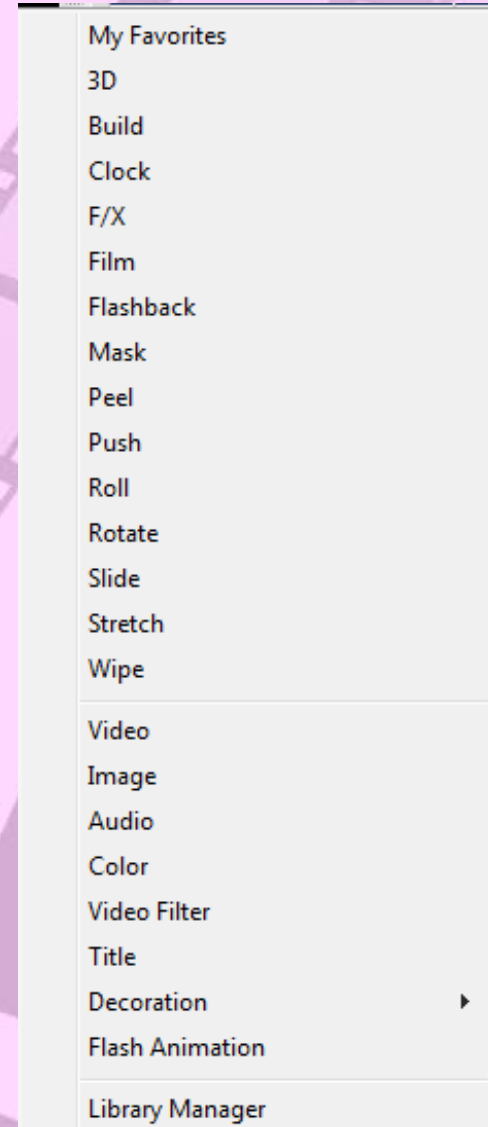 My Favorites
3D
Build
Clock
F/X
Film
Flashback
Mask
Peel
Push
Roll
Rotate
Slide
Stretch
Wipe
Video
Image
Audio
Color
Video Filter
Title
Decoration
Flash Animation
Library Manager